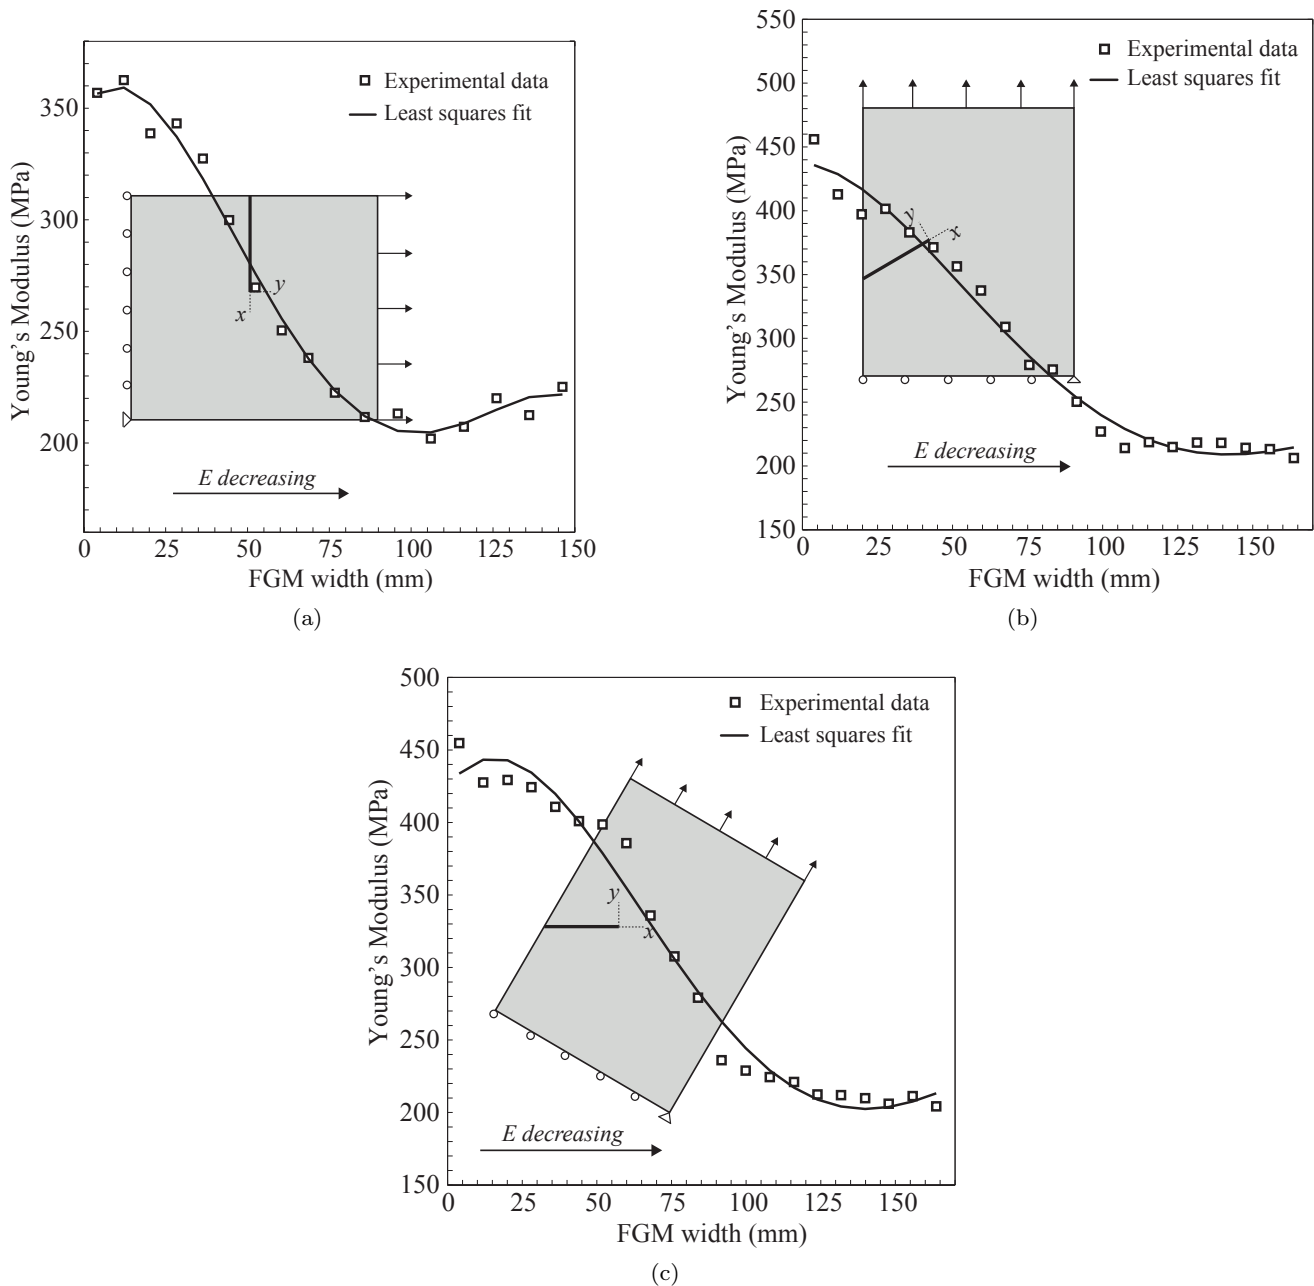 350
300
250
200
0
25
50
75
100
125
150
Young's Modulus (MPa)
FGM width (mm)
Experimental data
Least squares fit
y
x
E decreasing
(a)
550
500
450
400
350
300
250
200
150
0
25
50
75
100
125
150
Young's Modulus (MPa)
FGM width (mm)
Experimental data
Least squares fit
y
x
E decreasing
(b)
500
450
400
350
300
250
200
150
0
25
50
75
100
125
150
Young's Modulus (MPa)
FGM width (mm)
Experimental data
Least squares fit
y
x
E decreasing
(c)